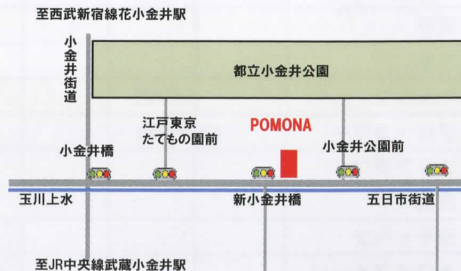 至西武新宿線花小金井駅
小金井街道
都立小金井公園
江戸東京
たてもの園前
POMONA
小金井橋
小金井公園前
玉川上水
新小金井橋
五日市街道
至JR中央線武蔵小金井駅